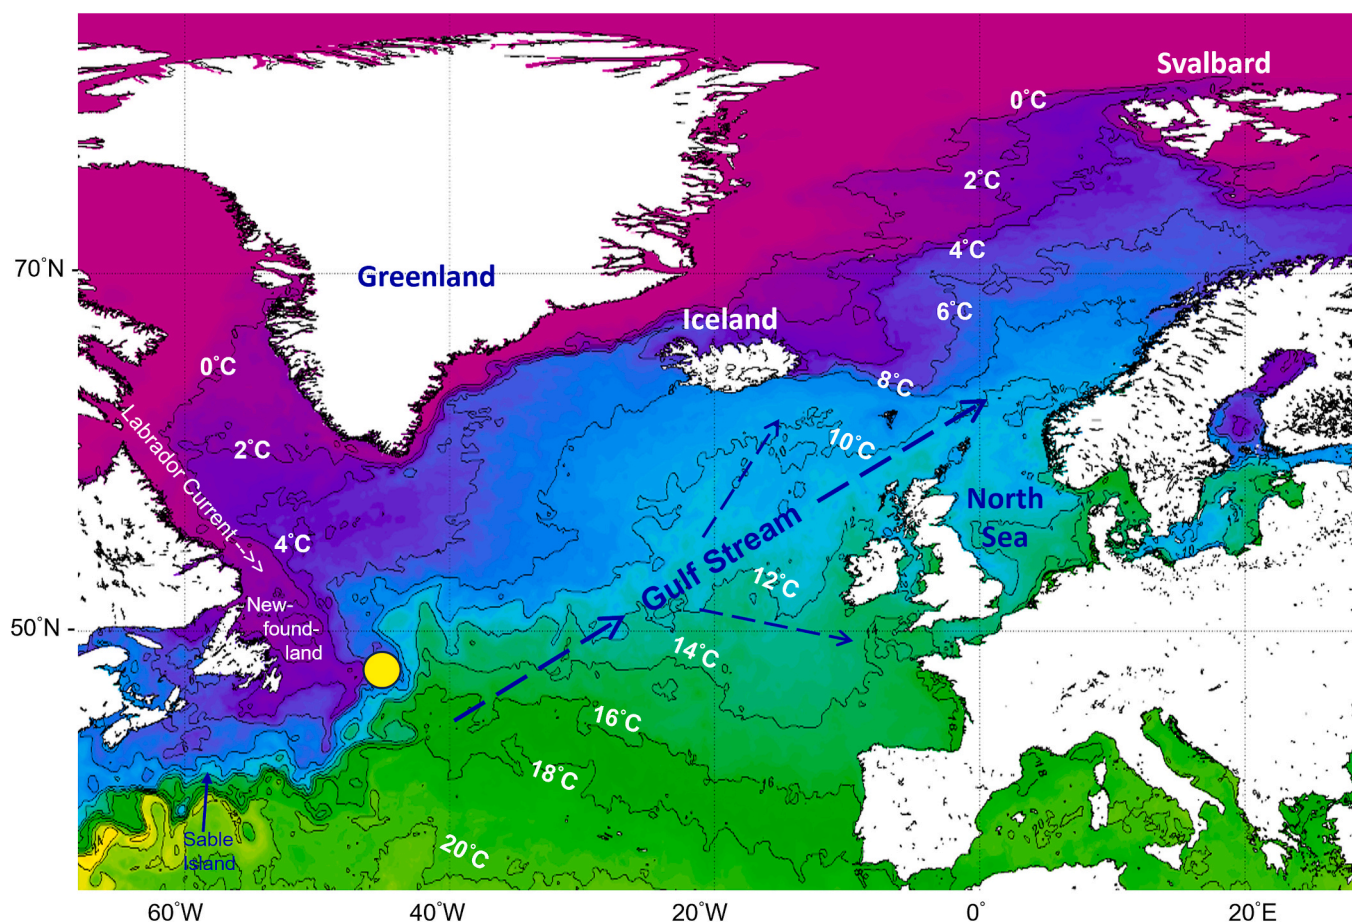 Svalbard
0°C
2°C
70°N
Greenland
4°C
6°C
Iceland
0°C
8°C
Labrador Current --->
2°C
10°C
North
Sea
4°C
Gulf Stream
12°C
New-
found-
land
50°N
14°C
16°C
18°C
20°C
Sable
Island
60°W
40°W
20°W
0°
20°E